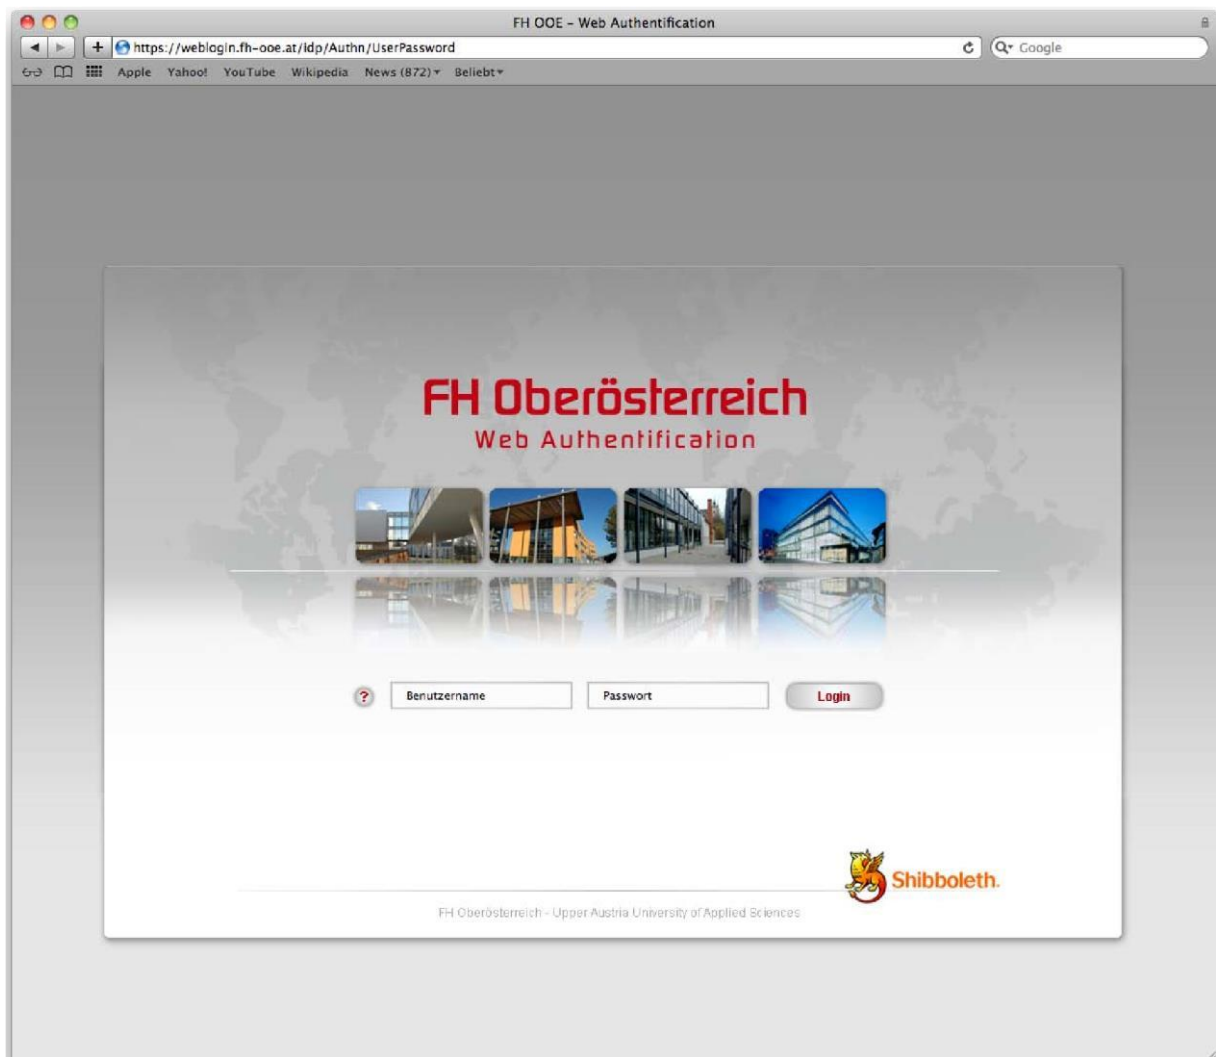 FH OOE – Web Authentification
https://weblogin.fh-ooe.at/idp/Authn/UserPassword
Google
Apple Yahoo! YouTube Wikipedia News (872) Beliebt
FH Oberösterreich
Web Authentification
? Benutzername Passwort Login
Shibboleth.
FH Oberösterreich - Upper Austria University of Applied Sciences